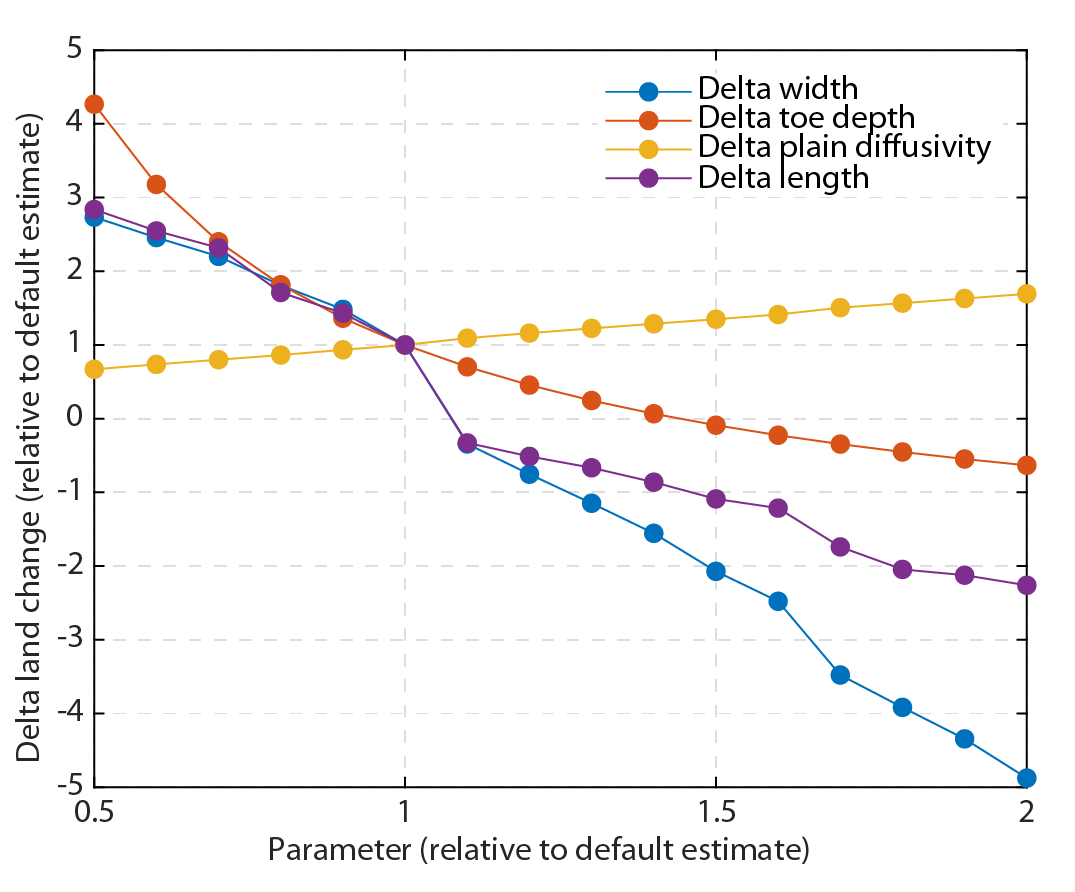 5
4
3
2
1
0
-1
-2
-3
-4
-5
Delta land change (relative to default estimate)
Delta width
Delta toe depth
Delta plain diffusivity
Delta length
0.5 1 1.5 2
Parameter (relative to default estimate)